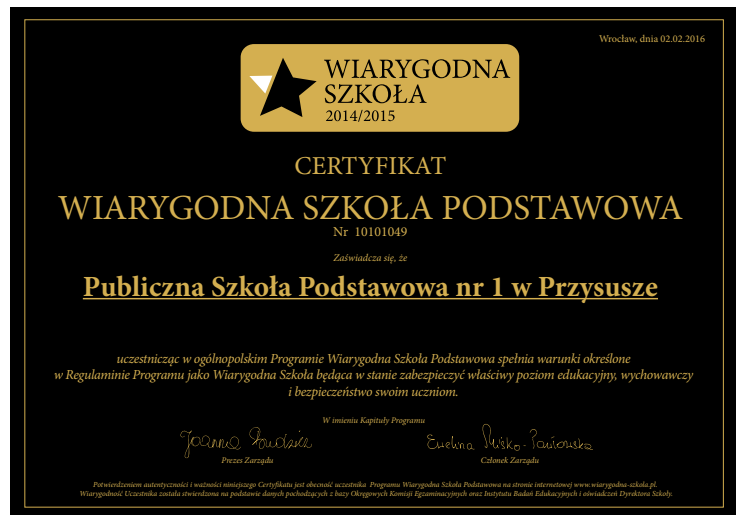 Wrocław, dnia 02.02.2016
WIARYGODNA
SZKOŁA
2014/2015
CERTYFIKAT
WIARYGODNA SZKOŁA PODSTAWOWA
Nr 10101049
Zaświadcza się, że
Publiczna Szkoła Podstawowa nr 1 w Przysusze
uczestnicząc w ogólnopolskim Programie Wiarygodna Szkoła Podstawowa spełnia warunki określone
w Regulaminie Programu jako Wiarygodna Szkoła będąca w stanie zabezpieczyć właściwy poziom edukacyjny, wychowawczy
i bezpieczeństwo swoim uczniom.
W imieniu Kapituły Programu
Joanna
Ewelina
Prezes Zarządu
Członek Zarządu
Potwierdzeniem autentyczności i ważności niniejszego Certyfikatu jest obecność uczestnika Programu Wiarygodna Szkoła Podstawowa na stronie internetowej www.wiarygodna-szkola.pl.
Wiarygodność Uczestnika została stwierdzona na podstawie danych pochodzących z bazy Okręgowych Komisji Egzaminacyjnych oraz Instytutu Badań Edukacyjnych i oświadczeń Dyrektora Szkoły.